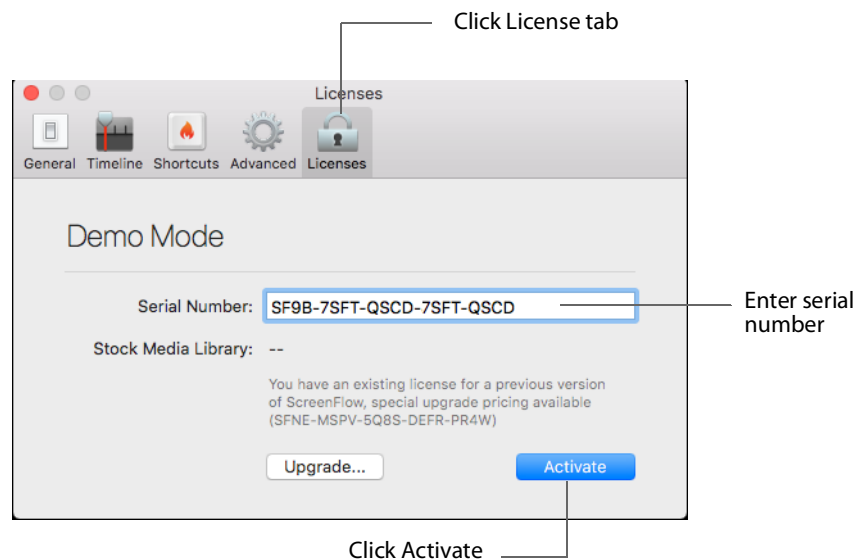 Click License tab
Licenses
General Timeline Shortcuts Advanced Licenses
Demo Mode
Serial Number: SF9B-7SFT-QSCD-7SFT-QSCD
Enter serial
number
Stock Media Library: --
You have an existing license for a previous version
of ScreenFlow, special upgrade pricing available
(SFNE-MSPV-5Q8S-DEFR-PR4W)
Upgrade... Activate
Click Activate